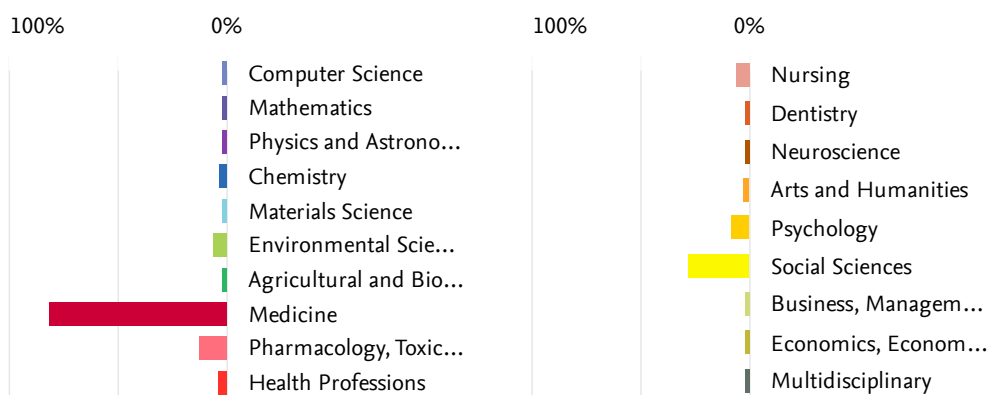 100% 0%
Computer Science
Mathematics
Physics and Astrono...
Chemistry
Materials Science
Environmental Scie...
Agricultural and Bio...
Medicine
Pharmacology, Toxic...
Health Professions
100% 0%
Nursing
Dentistry
Neuroscience
Arts and Humanities
Psychology
Social Sciences
Business, Managem...
Economics, Econom...
Multidisciplinary